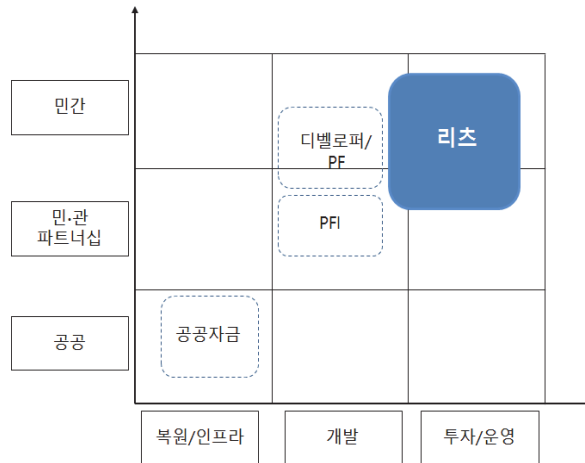 민간
디벨로퍼/
PF
리츠
민·관
파트너십
PFI
공공
공공자금
복원/인프라
개발
투자/운영